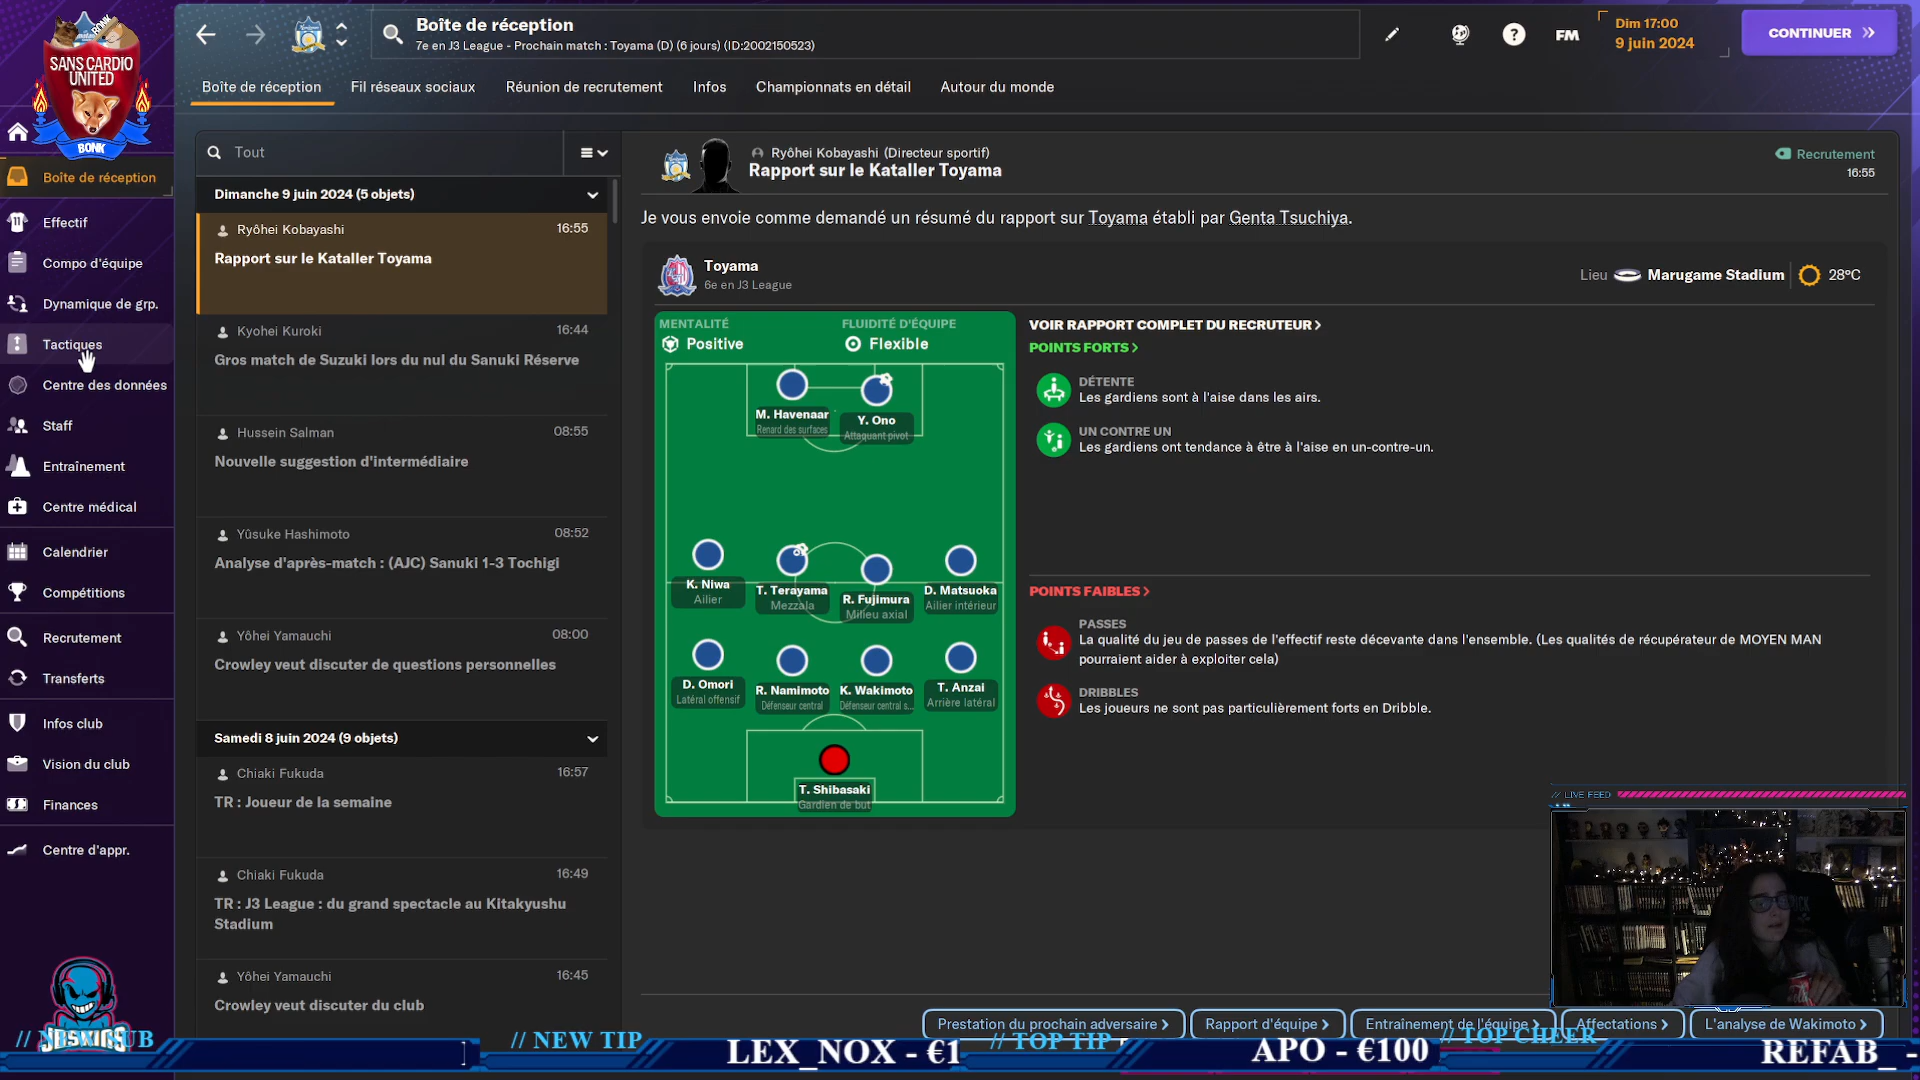 SANS CARDIO
UNITED
BONK
Boîte de réception
7e en J3 League - Prochain match : Toyama (D) (6 jours) (ID:2002150523)
FM
Dim 17:00
9 juin 2024
CONTINUER
Boîte de réception
Fil réseaux sociaux
Réunion de recrutement
Infos
Championnats en détail
Autour du monde
Boîte de réception
Effectif
Compo d'équipe
Dynamique de grp.
Tactiques
Centre des données
Staff
Entraînement
Centre médical
Calendrier
Compétitions
Recrutement
Transferts
Infos club
Vision du club
Finances
Centre d'appr.
Tout
Dimanche 9 juin 2024 (5 objets)
Ryôhei Kobayashi 16:55
Rapport sur le Kataller Toyama
Kyohei Kuroki 16:44
Gros match de Suzuki lors du nul du Sanuki Réserve
Hussein Salman 08:55
Nouvelle suggestion d'intermédiaire
Yûsuke Hashimoto 08:52
Analyse d'après-match : (AJC) Sanuki 1-3 Tochigi
Yôhei Yamauchi 08:00
Crowley veut discuter de questions personnelles
Samedi 8 juin 2024 (9 objets)
Chiaki Fukuda 16:57
TR : Joueur de la semaine
Chiaki Fukuda 16:49
TR : J3 League : du grand spectacle au Kitakyushu
Stadium
Yôhei Yamauchi 16:45
Crowley veut discuter du club
Ryôhei Kobayashi (Directeur sportif)
Rapport sur le Kataller Toyama
Recrutement
16:55
Je vous envoie comme demandé un résumé du rapport sur Toyama établi par Genta Tsuchiya.
Toyama
6e en J3 League
Lieu Marugame Stadium 28°C
MENTALITÉ
Positive
FLUIDITÉ D'ÉQUIPE
Flexible
M. Havenaar
Renard des surfaces
Y. Ono
Attaquant pivot
K. Niwa
Ailier
T. Terayama
Mezzala
R. Fujimura
Milieu axial
D. Matsuoka
Ailier intérieur
D. Omori
Latéral offensif
R. Namimoto
Défenseur central
K. Wakimoto
Défenseur central s...
T. Anzai
Arrière latéral
T. Shibasaki
Gardien de but
VOIR RAPPORT COMPLET DU RECRUTEUR
POINTS FORTS
DÉTENTE
Les gardiens sont à l'aise dans les airs.
UN CONTRE UN
Les gardiens ont tendance à être à l'aise en un-contre-un.
POINTS FAIBLES
PASSES
La qualité du jeu de passes de l'effectif reste décevante dans l'ensemble. (Les qualités de récupérateur de MOYEN MAN
pourraient aider à exploiter cela)
DRIBBLES
Les joueurs ne sont pas particulièrement forts en Dribble.
// LIVE FEED
Prestation du prochain adversaire
Rapport d'équipe
Entraînement de l'équipe
Affectations
L'analyse de Wakimoto
// NEW SUB
// NEW TIP
LEX_NOX - €1
// TOP TIP
APO - €100
// TOP CHEER
REFAB_ -